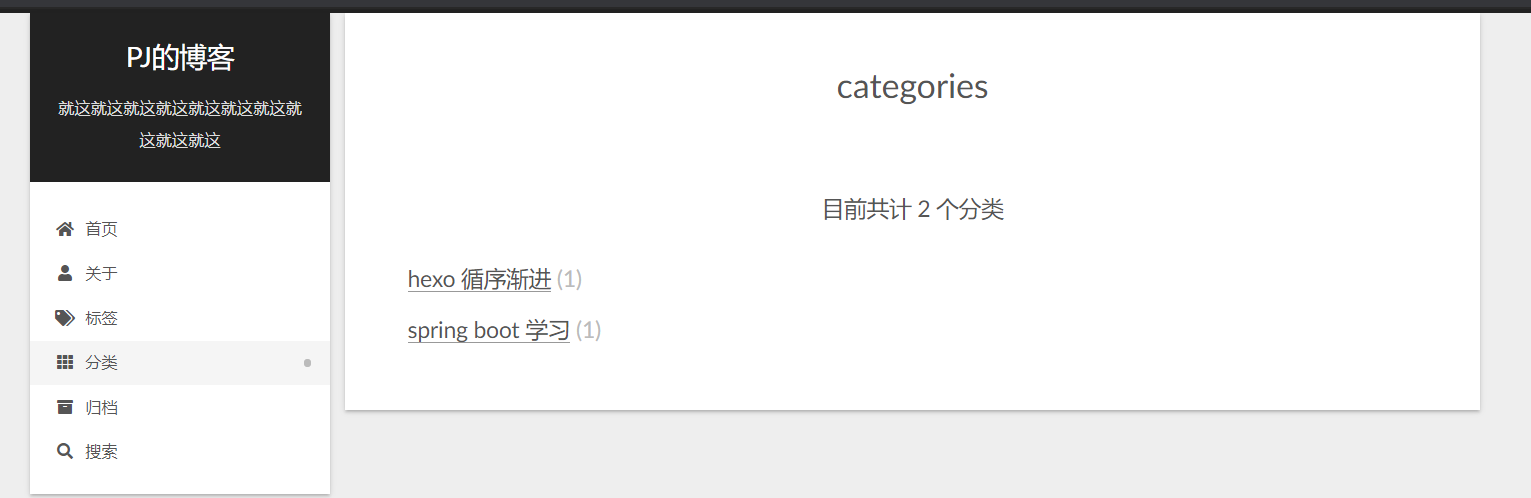 PJ的博客
就这就这就这就这就这就这就这就
这就这就这
首页
关于
标签
分类
归档
搜索
categories
目前共计 2 个分类
hexo 循序渐进 (1)
spring boot 学习 (1)